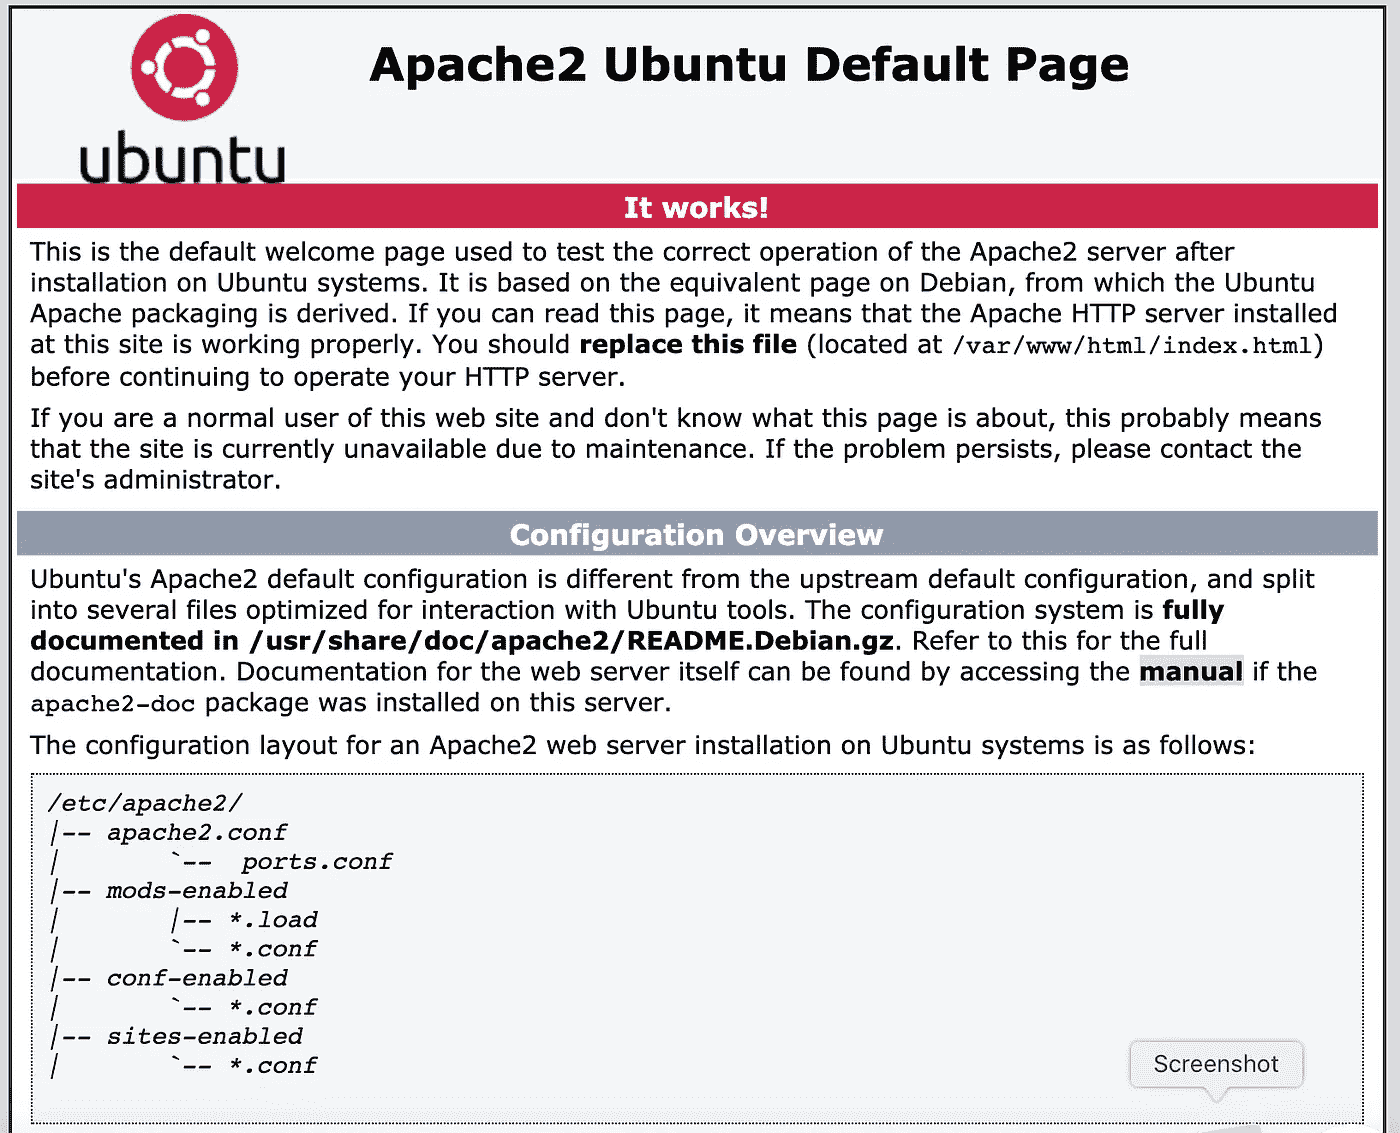 Apache2 Ubuntu Default Page
ubuntu
It works!
This is the default welcome page used to test the correct operation of the Apache2 server after
installation on Ubuntu systems. It is based on the equivalent page on Debian, from which the Ubuntu
Apache packaging is derived. If you can read this page, it means that the Apache HTTP server installed
at this site is working properly. You should replace this file (located at /var/www/html/index.html)
before continuing to operate your HTTP server.
If you are a normal user of this web site and don't know what this page is about, this probably means
that the site is currently unavailable due to maintenance. If the problem persists, please contact the
site's administrator.
Configuration Overview
Ubuntu's Apache2 default configuration is different from the upstream default configuration, and split
into several files optimized for interaction with Ubuntu tools. The configuration system is fully
documented in /usr/share/doc/apache2/README.Debian.gz. Refer to this for the full
documentation. Documentation for the web server itself can be found by accessing the manual if the
apache2-doc package was installed on this server.
The configuration layout for an Apache2 web server installation on Ubuntu systems is as follows:
/etc/apache2/
|-- apache2.conf
|       `--  ports.conf
|-- mods-enabled
|       |-- *.load
|       `-- *.conf
|-- conf-enabled
|       `-- *.conf
|-- sites-enabled
|       `-- *.conf
Screenshot